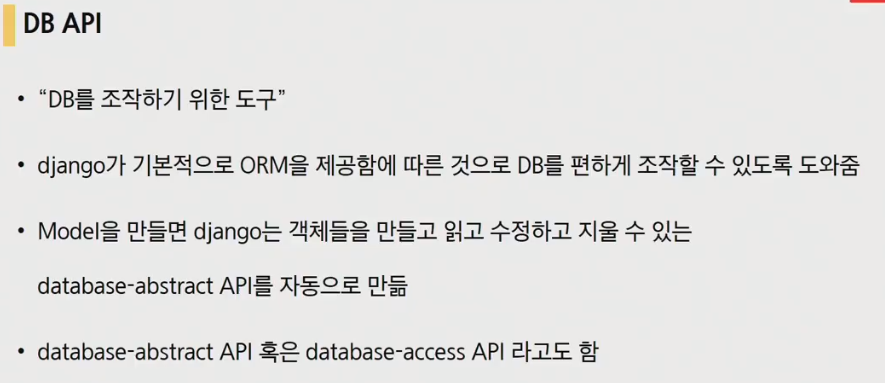 DB API
• “DB를 조작하기 위한 도구”
• django가 기본적으로 ORM을 제공함에 따른 것으로 DB를 편하게 조작할 수 있도록 도와줌
• Model을 만들면 django는 객체들을 만들고 읽고 수정하고 지울 수 있는
database-abstract API를 자동으로 만듦
• database-abstract API 혹은 database-access API 라고도 함